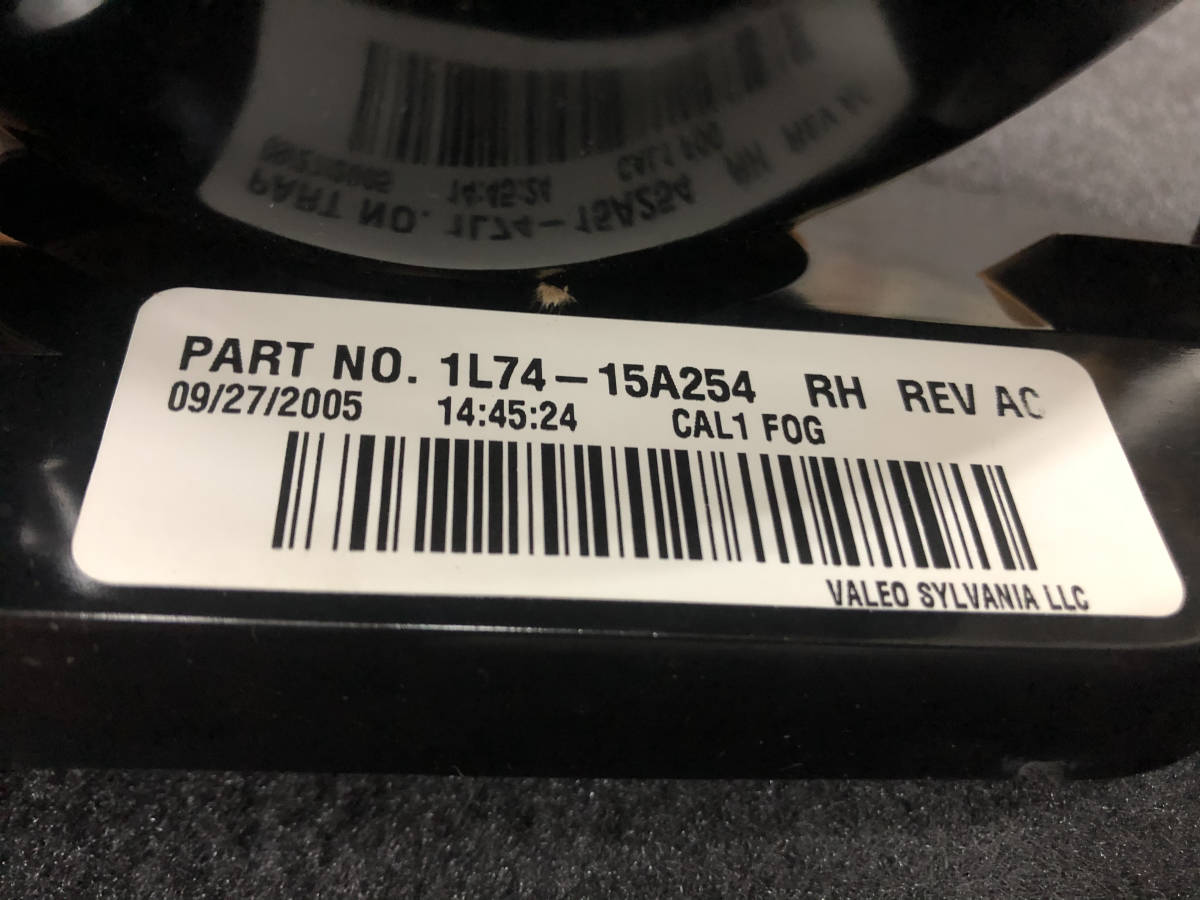 PART NO. 1L74-15A254 RH REV AC
09/27/2005 14:45:24 CAL1 FOG
VALEO SYLVANIA LLC